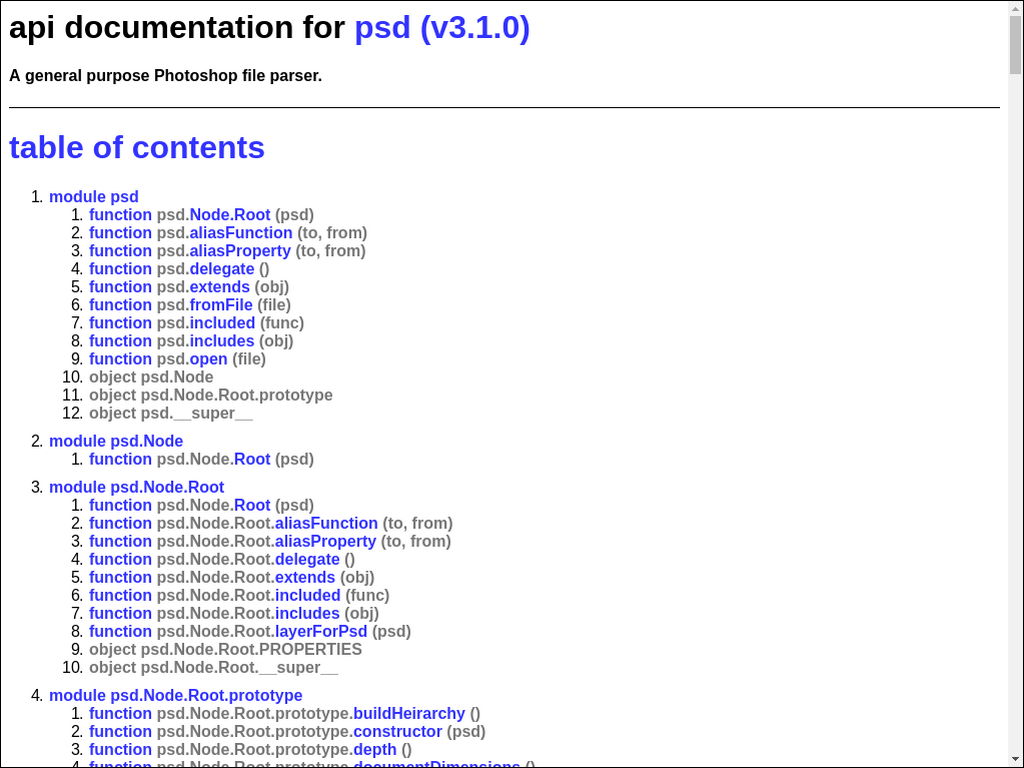 api documentation for psd (v3.1.0)
A general purpose Photoshop file parser.
table of contents
1. module psd
1. function psd.Node.Root (psd)
2. function psd.aliasFunction (to, from)
3. function psd.aliasProperty (to, from)
4. function psd.delegate ()
5. function psd.extends (obj)
6. function psd.fromFile (file)
7. function psd.included (func)
8. function psd.includes (obj)
9. function psd.open (file)
10. object psd.Node
11. object psd.Node.Root.prototype
12. object psd.__super__
2. module psd.Node
1. function psd.Node.Root (psd)
3. module psd.Node.Root
1. function psd.Node.Root (psd)
2. function psd.Node.Root.aliasFunction (to, from)
3. function psd.Node.Root.aliasProperty (to, from)
4. function psd.Node.Root.delegate ()
5. function psd.Node.Root.extends (obj)
6. function psd.Node.Root.included (func)
7. function psd.Node.Root.includes (obj)
8. function psd.Node.Root.layerForPsd (psd)
9. object psd.Node.Root.PROPERTIES
10. object psd.Node.Root.__super__
4. module psd.Node.Root.prototype
1. function psd.Node.Root.prototype.buildHeirarchy ()
2. function psd.Node.Root.prototype.constructor (psd)
3. function psd.Node.Root.prototype.depth ()
4. function psd.Node.Root.prototype.documentDimensions ()